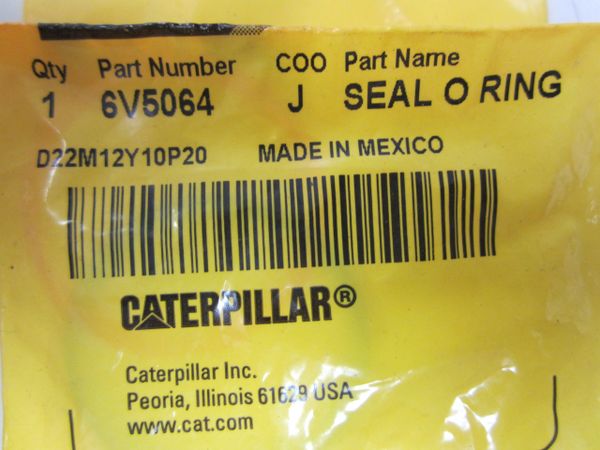 Qty Part Number COO Part Name
1 6V5064 J SEAL O RING
D22M12Y10P20 MADE IN MEXICO
CATERPILLAR®
Caterpillar Inc.
Peoria, Illinois 61629 USA
www.cat.com